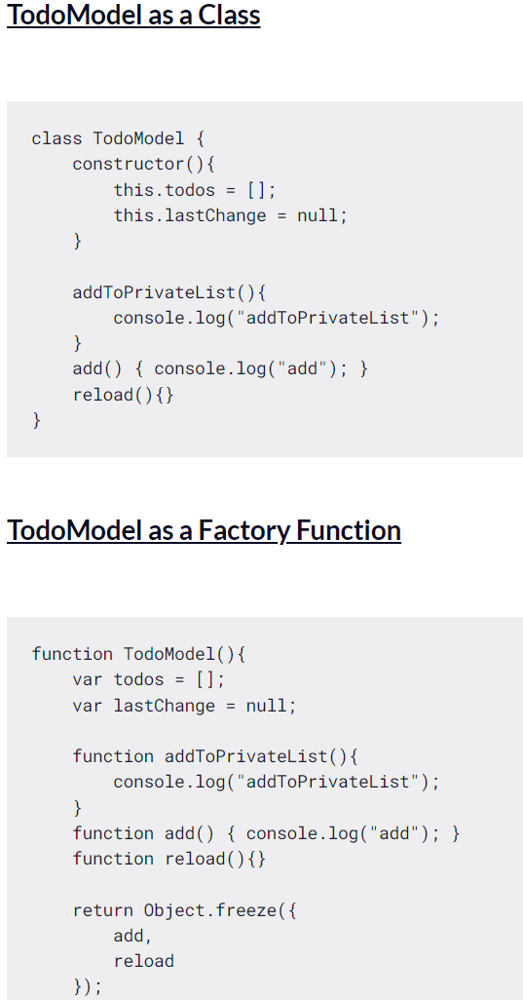 TodoModel as a Class
class TodoModel {
    constructor(){
        this.todos = [];
        this.lastChange = null;
    }

    addToPrivateList(){
        console.log("addToPrivateList");
    }
    add() { console.log("add"); }
    reload(){}
}
TodoModel as a Factory Function
function TodoModel(){
    var todos = [];
    var lastChange = null;

    function addToPrivateList(){
        console.log("addToPrivateList");
    }
    function add() { console.log("add"); }
    function reload(){}

    return Object.freeze({
        add,
        reload
    });